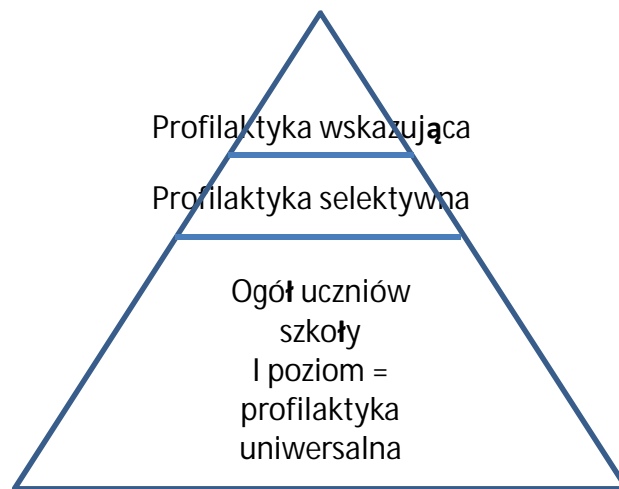 Profilaktyka wskazująca
Profilaktyka selektywna
Ogół uczniów
szkoły
I poziom =
profilaktyka
uniwersalna